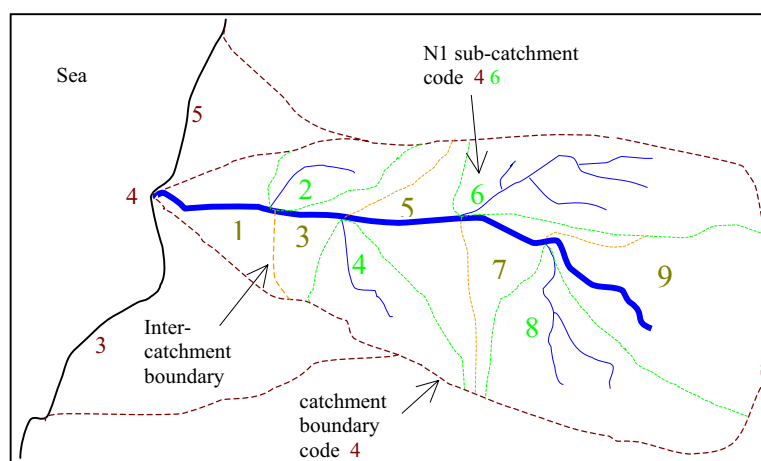 N1 sub-catchment
code 4 6
Sea
5
4
2
6
5
1
3
4
7
9
8
3
Inter-
catchment
boundary
catchment
boundary
code 4